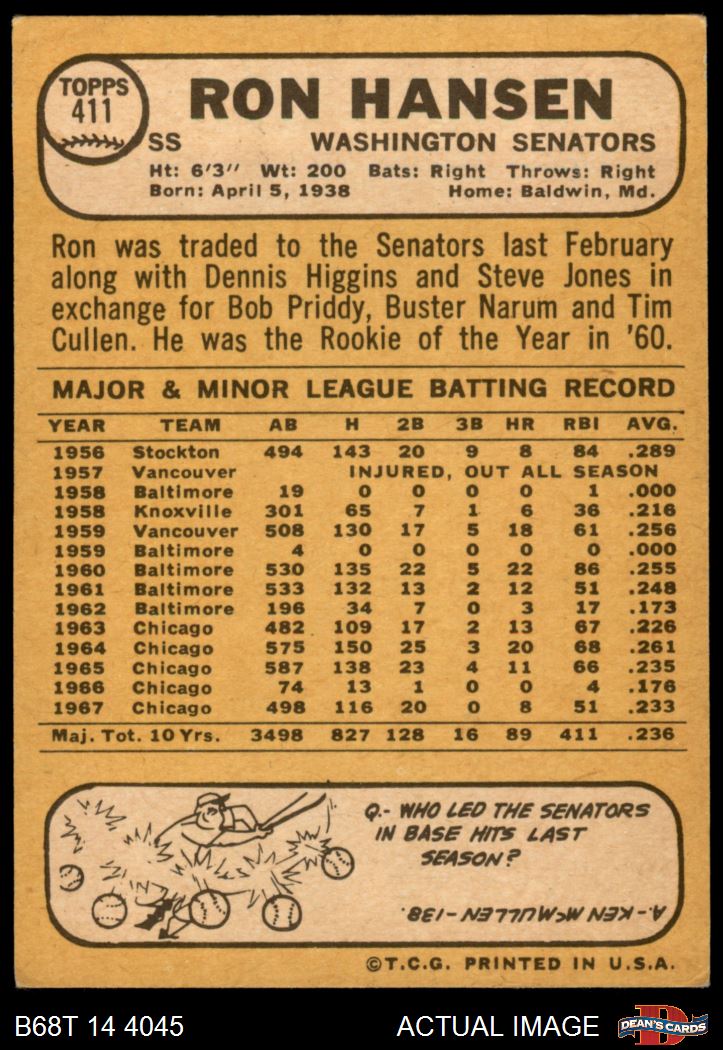 TOPPS
411
RON HANSEN
SS WASHINGTON SENATORS
Ht: 6'3" Wt: 200 Bats: Right Throws: Right
Born: April 5, 1938 Home: Baldwin, Md.
Ron was traded to the Senators last February
along with Dennis Higgins and Steve Jones in
exchange for Bob Priddy, Buster Narum and Tim
Cullen. He was the Rookie of the Year in '60.
MAJOR & MINOR LEAGUE BATTING RECORD
YEAR TEAM AB H 2B 3B HR RBI AVG.
1956 Stockton 494 143 20 9 8 84 .289
1957 Vancouver INJURED, OUT ALL SEASON
1958 Baltimore 19 0 0 0 0 1 .000
1958 Knoxville 301 65 7 1 6 36 .216
1959 Vancouver 508 130 17 5 18 61 .256
1959 Baltimore 4 0 0 0 0 0 .000
1960 Baltimore 530 135 22 5 22 86 .255
1961 Baltimore 533 132 13 2 12 51 .248
1962 Baltimore 196 34 7 0 3 17 .173
1963 Chicago 482 109 17 2 13 67 .226
1964 Chicago 575 150 25 3 20 68 .261
1965 Chicago 587 138 23 4 11 66 .235
1966 Chicago 74 13 1 0 0 4 .176
1967 Chicago 498 116 20 0 8 51 .233
Maj. Tot. 10 Yrs. 3498 827 128 16 89 411 .236
Q.- WHO LED THE SENATORS
IN BASE HITS LAST
SEASON?
A.- KEN McMULLEN-138.
©T.C.G. PRINTED IN U.S.A.
B68T 14 4045 ACTUAL IMAGE D DEAN'S CARDS